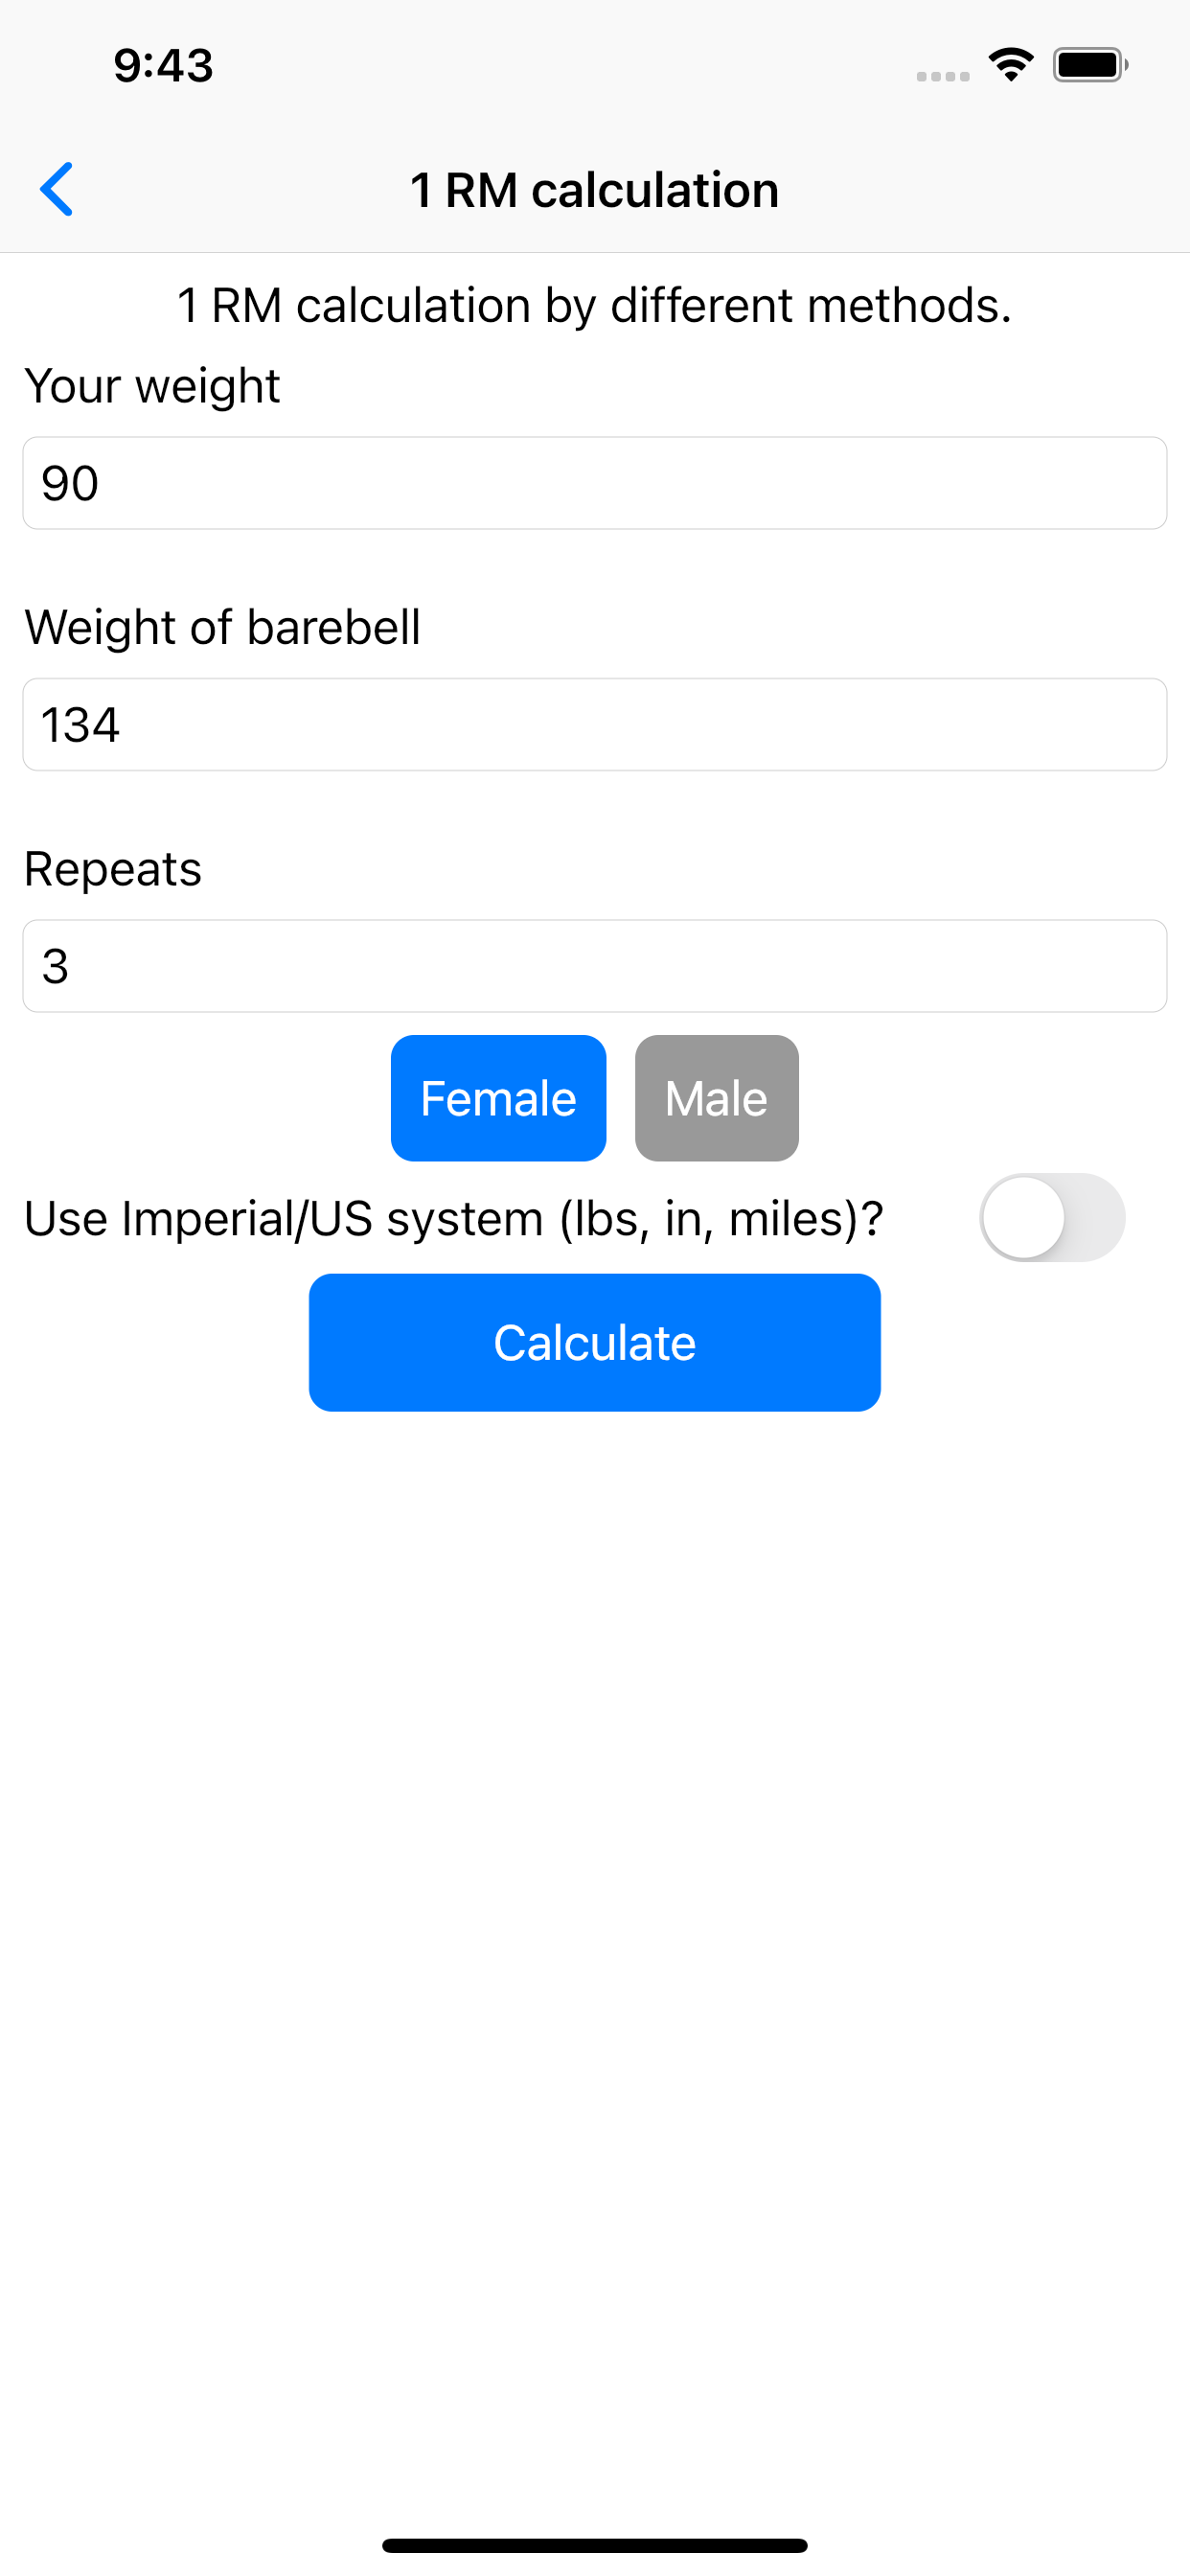 9:43
1 RM calculation
1 RM calculation by different methods.
Your weight
90
Weight of barebell
134
Repeats
3
Female Male
Use Imperial/US system (lbs, in, miles)?
Calculate